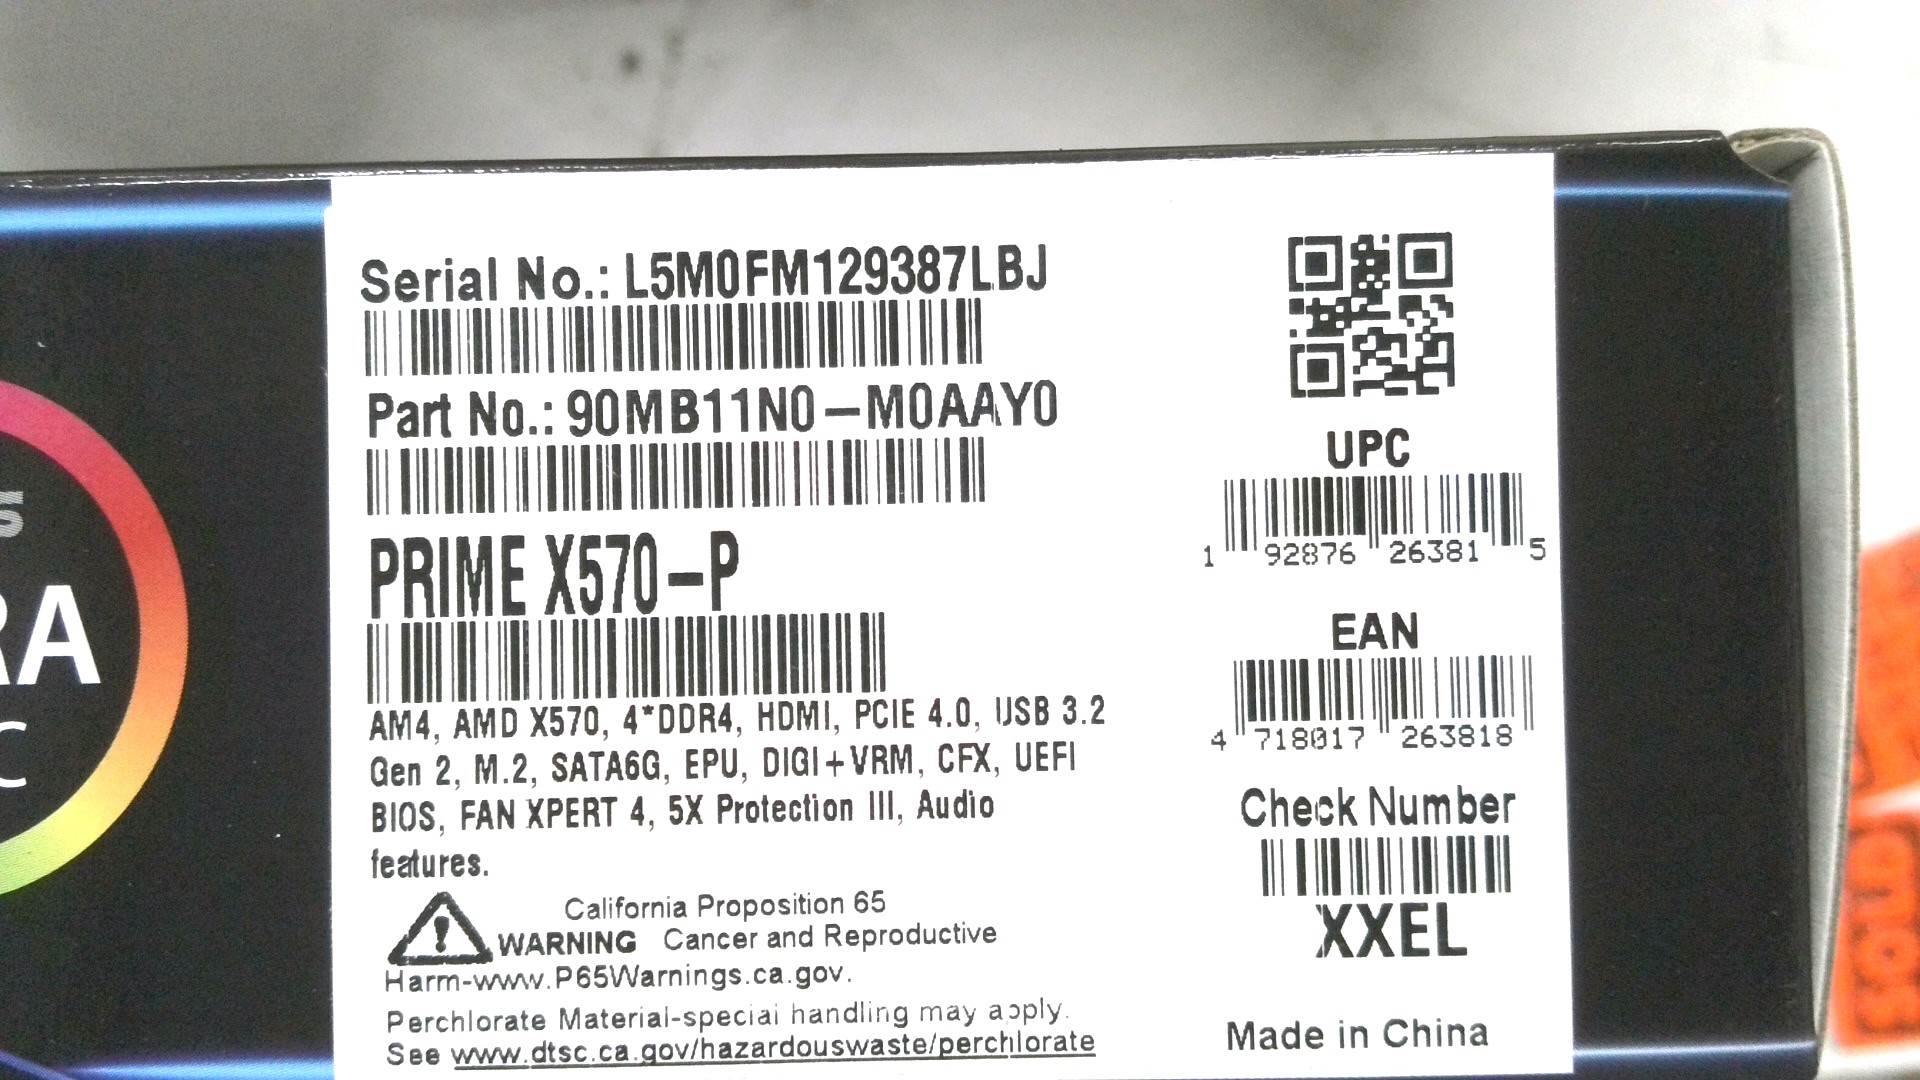 Serial No.: L5M0FM129387LBJ
Part No.: 90MB11N0-M0AAY0
PRIME X570-P
AM4, AMD X570, 4*DDR4, HDMI, PCIE 4.0, USB 3.2
Gen 2, M.2, SATA6G, EPU, DIGI+VRM, CFX, UEFI
BIOS, FAN XPERT 4, 5X Protection III, Audio
features.
California Proposition 65
WARNING Cancer and Reproductive
Harm-www.P65Warnings.ca.gov.
Perchlorate Material-special handling may apply.
See www.dtsc.ca.gov/hazardouswaste/perchlorate
UPC
1 92876 26381 5
EAN
4 718017 263818
Check Number
XXEL
Made in China
S
RA
C